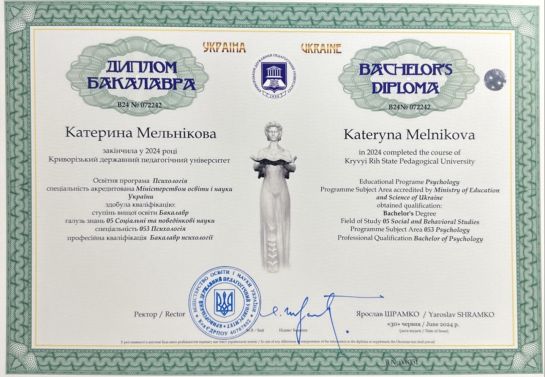 УКРАЇНА
UKRAINE
ДИПЛОМ
БАКАЛАВРА
B24 № 072242
BACHELOR'S
DIPLOMA
B24 № 072242
Катерина Мельнікова
закінчила у 2024 році
Криворізький державний педагогічний університет
Освітня програма Психологія
спеціальність акредитована Міністерством освіти і науки
України
здобула кваліфікацію:
ступінь вищої освіти Бакалавр
галузь знань 05 Соціальні та поведінкові науки
спеціальність 053 Психологія
професійна кваліфікація Бакалавр психології
Kateryna Melnikova
in 2024 completed the course of
Kryvyi Rih State Pedagogical University
Educational Programe Psychology
Programme Subject Area accredited by Ministry of Education
and Science of Ukraine
obtained qualification:
Bachelor's Degree
Field of Study 05 Social and Behavioral Studies
Programme Subject Area 053 Psychology
Professional Qualification Bachelor of Psychology
Ректор / Rector
Ярослав ШРАМКО / Yaroslav SHRAMKO
«30» червня / June 2024 р.